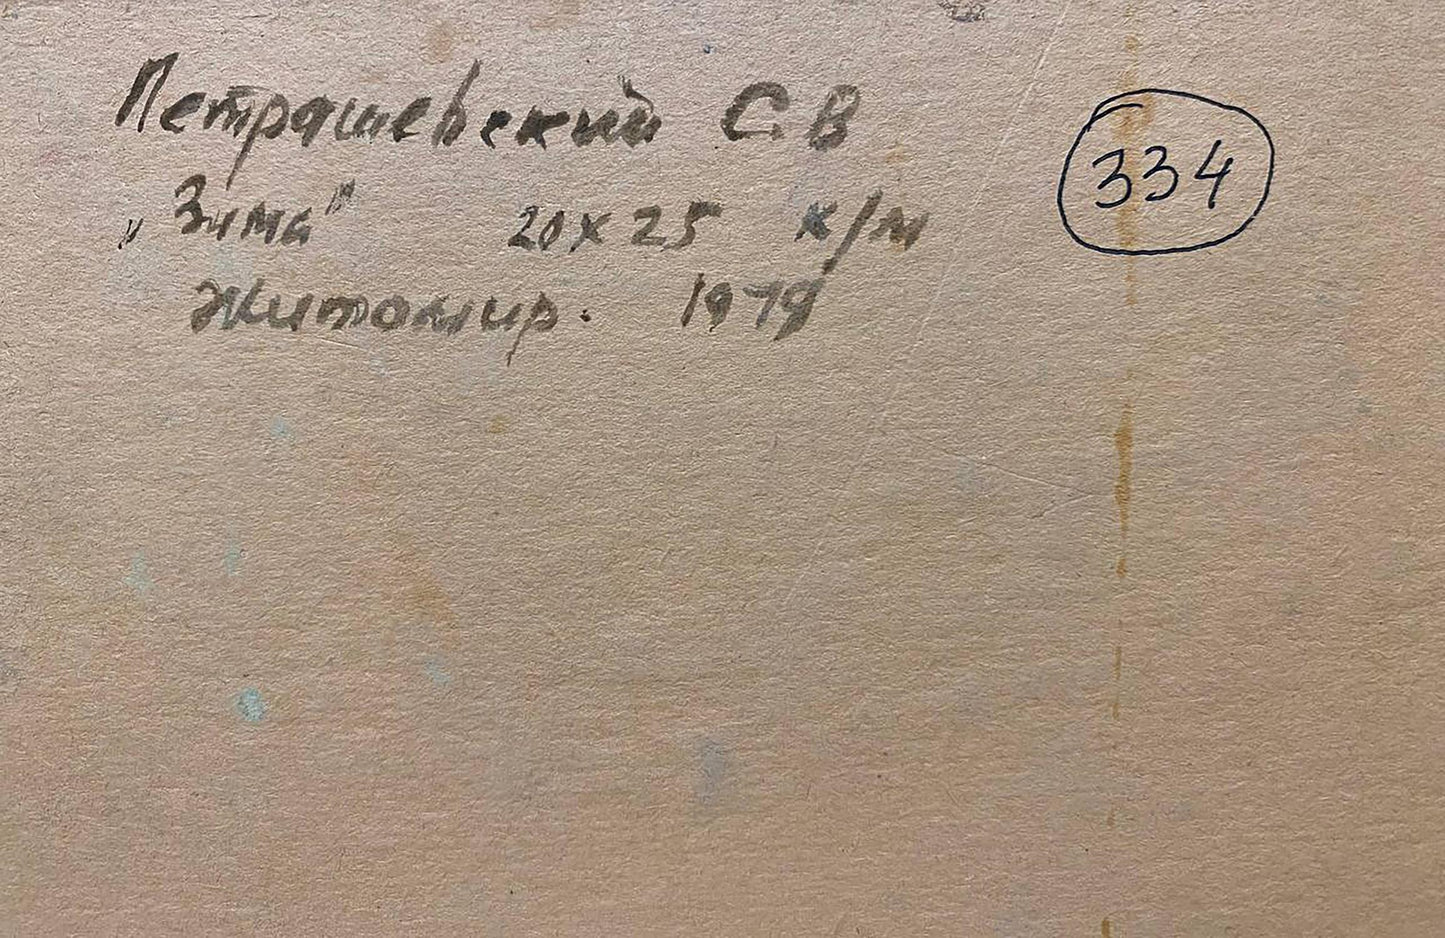 Петрашевский С.В
334
„Зима" 20х25 к/м
Житомир. 1979